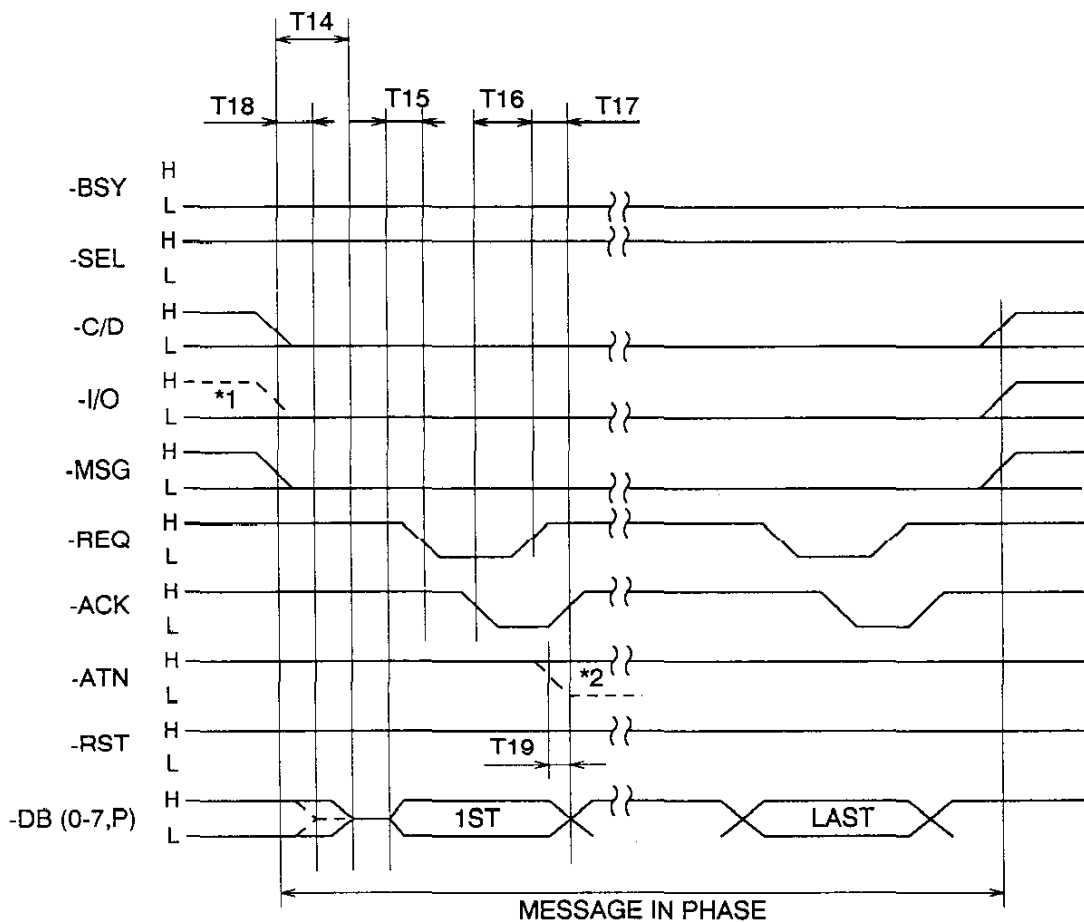 T14
T18
T15
T16
T17
-BSY
H
L
-SEL
H
L
-C/D
H
L
-I/O
H
*1
L
-MSG
H
L
-REQ
H
L
-ACK
H
L
-ATN
H
L
*2
-RST
H
L
T19
-DB (0-7,P)
H
L
1ST
LAST
MESSAGE IN PHASE